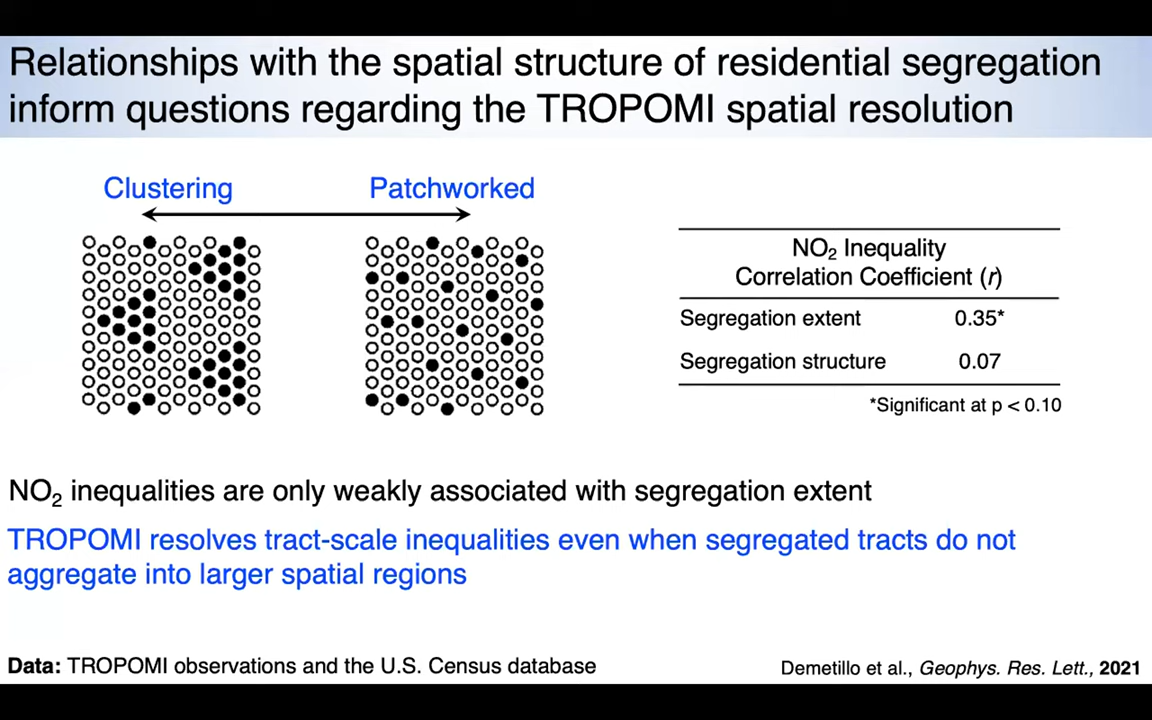 Relationships with the spatial structure of residential segregation
inform questions regarding the TROPOMI spatial resolution
Clustering
Patchworked
NO₂ Inequality
Correlation Coefficient (r)
Segregation extent 0.35*
Segregation structure 0.07
*Significant at p < 0.10
NO₂ inequalities are only weakly associated with segregation extent
TROPOMI resolves tract-scale inequalities even when segregated tracts do not
aggregate into larger spatial regions
Data: TROPOMI observations and the U.S. Census database
Demetillo et al., Geophys. Res. Lett., 2021